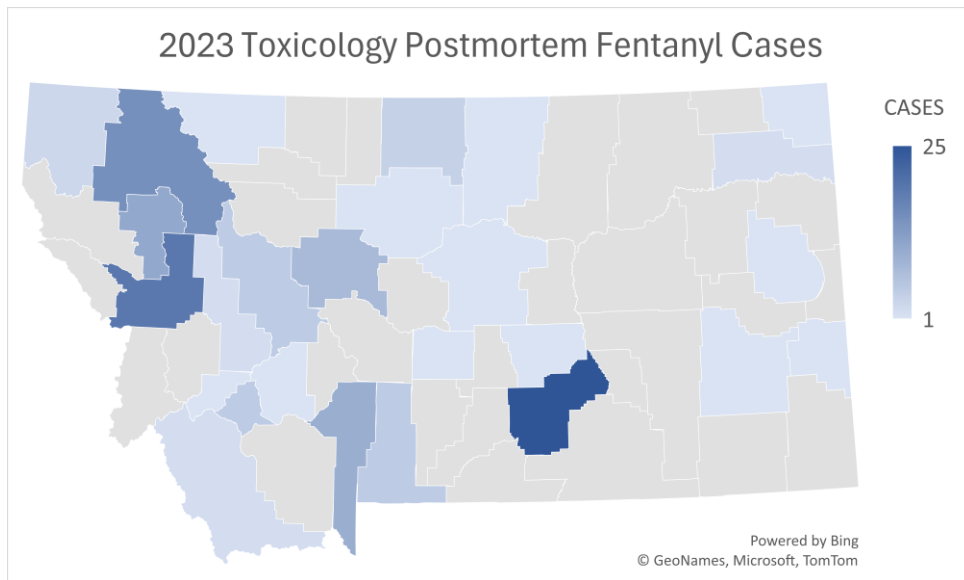 2023 Toxicology Postmortem Fentanyl Cases
CASES
25
1
Powered by Bing
© GeoNames, Microsoft, TomTom